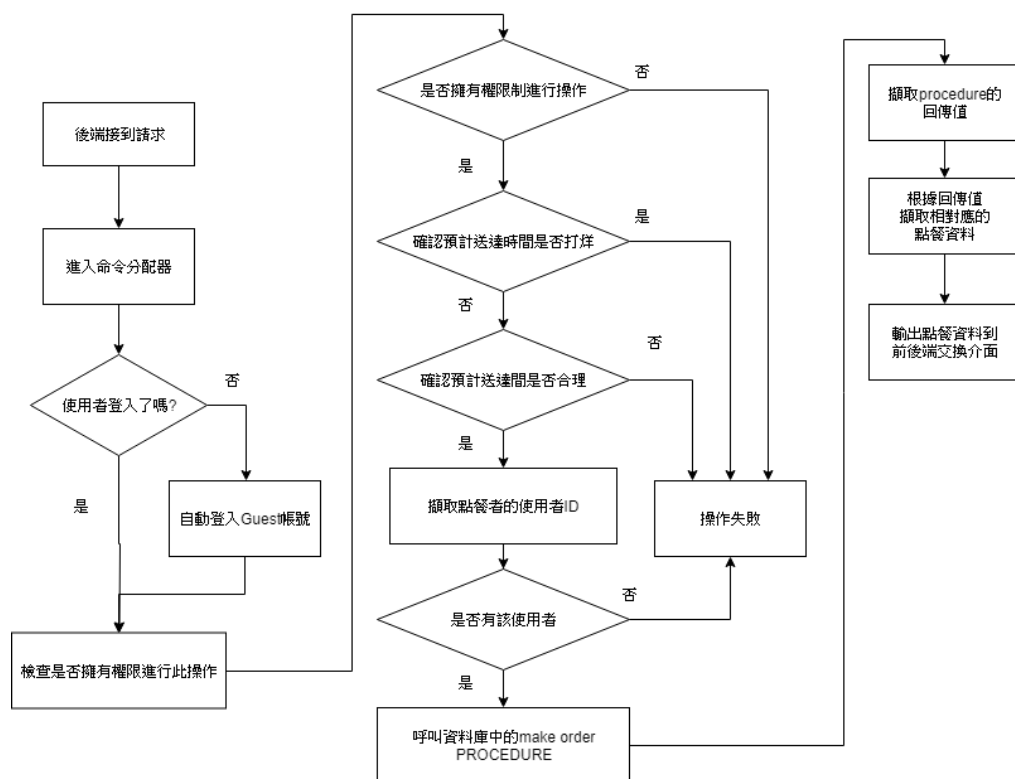 後端接到請求
進入命令分配器
使用者登入了嗎?
否
是
自動登入Guest帳號
檢查是否擁有權限進行此操作
是否擁有權限制進行操作
否
是
確認預計送達時間是否打烊
是
否
確認預計送達間是否合理
否
是
擷取點餐者的使用者ID
操作失敗
是否有該使用者
否
是
呼叫資料庫中的make order
PROCEDURE
擷取procedure的
回傳值
根據回傳值
擷取相對應的
點餐資料
輸出點餐資料到
前後端交換介面